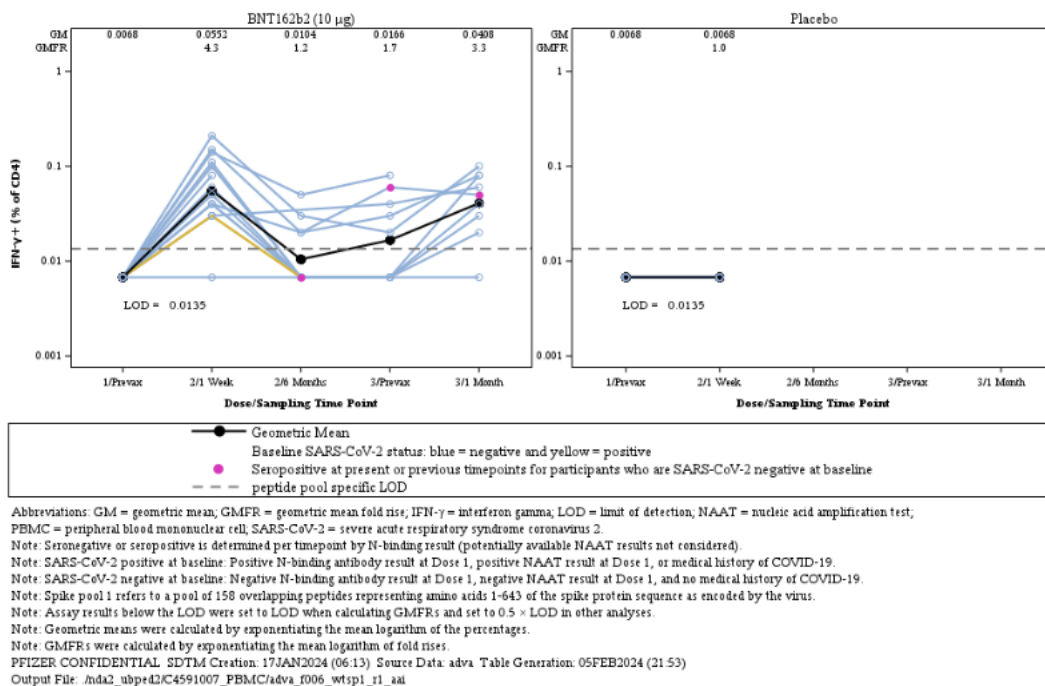 BNT162b2 (10 µg)
Placebo
GM 0.0068 0.0552 0.0104 0.0166 0.0408
GMFR 4.3 1.2 1.7 3.3
GM 0.0068 0.0068
GMFR 1.0
IFN-γ+ (% of CD4)
1
0.1
0.01
0.001
LOD = 0.0135
1/Prevax 2/1 Week 2/6 Months 3/Prevax 3/1 Month
Dose/Sampling Time Point
1
0.1
0.01
0.001
LOD = 0.0135
1/Prevax 2/1 Week 2/6 Months 3/Prevax 3/1 Month
Dose/Sampling Time Point
Geometric Mean
Baseline SARS-CoV-2 status: blue = negative and yellow = positive
Seropositive at present or previous timepoints for participants who are SARS-CoV-2 negative at baseline
peptide pool specific LOD
Abbreviations: GM = geometric mean; GMFR = geometric mean fold rise; IFN-γ = interferon gamma; LOD = limit of detection; NAAT = nucleic acid amplification test;
PBMC = peripheral blood mononuclear cell; SARS-CoV-2 = severe acute respiratory syndrome coronavirus 2.
Note: Seronegative or seropositive is determined per timepoint by N-binding result (potentially available NAAT results not considered).
Note: SARS-CoV-2 positive at baseline: Positive N-binding antibody result at Dose 1, positive NAAT result at Dose 1, or medical history of COVID-19.
Note: SARS-CoV-2 negative at baseline: Negative N-binding antibody result at Dose 1, negative NAAT result at Dose 1, and no medical history of COVID-19.
Note: Spike pool 1 refers to a pool of 158 overlapping peptides representing amino acids 1-643 of the spike protein sequence as encoded by the virus.
Note: Assay results below the LOD were set to LOD when calculating GMFRs and set to 0.5 × LOD in other analyses.
Note: Geometric means were calculated by exponentiating the mean logarithm of the percentages.
Note: GMFRs were calculated by exponentiating the mean logarithm of fold rises.
PFIZER CONFIDENTIAL SDTM Creation: 17JAN2024 (06:13) Source Data: adva Table Generation: 05FEB2024 (21:53)
Output File: ./nda2_ubped2/C4591007_PBMC/adva_f006_wtsp1_r1_aai